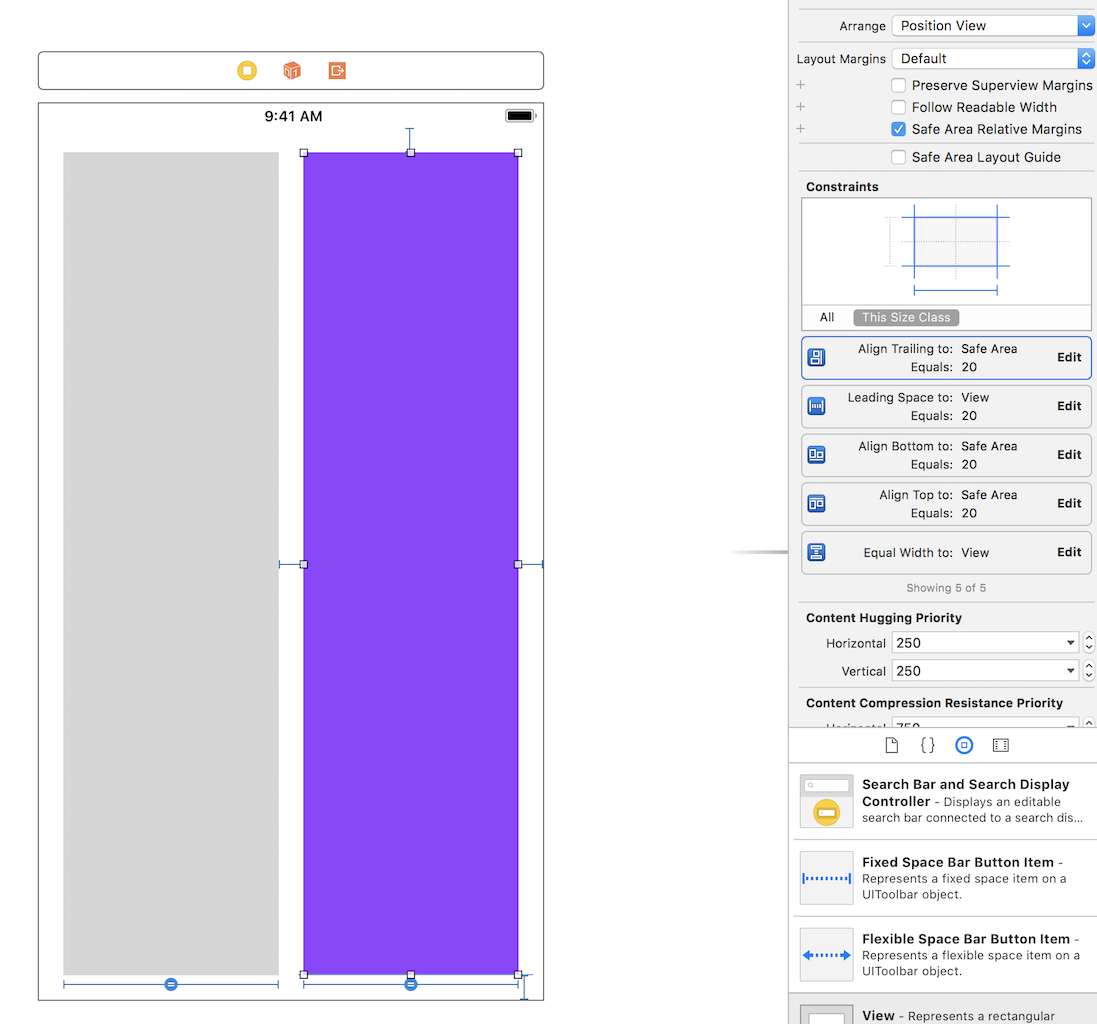 9:41 AM
Arrange Position View
Layout Margins Default
Preserve Superview Margins
Follow Readable Width
Safe Area Relative Margins
Safe Area Layout Guide
Constraints
All This Size Class
Align Trailing to: Safe Area Edit
Equals: 20
Leading Space to: View Edit
Equals: 20
Align Bottom to: Safe Area Edit
Equals: 20
Align Top to: Safe Area Edit
Equals: 20
Equal Width to: View Edit
Showing 5 of 5
Content Hugging Priority
Horizontal 250
Vertical 250
Content Compression Resistance Priority
Horizontal 750
{ }
Search Bar and Search Display
Controller - Displays an editable
search bar connected to a search dis...
Fixed Space Bar Button Item -
Represents a fixed space item on a
UIToolbar object.
Flexible Space Bar Button Item -
Represents a flexible space item on a
UIToolbar object.
View - Represents a rectangular